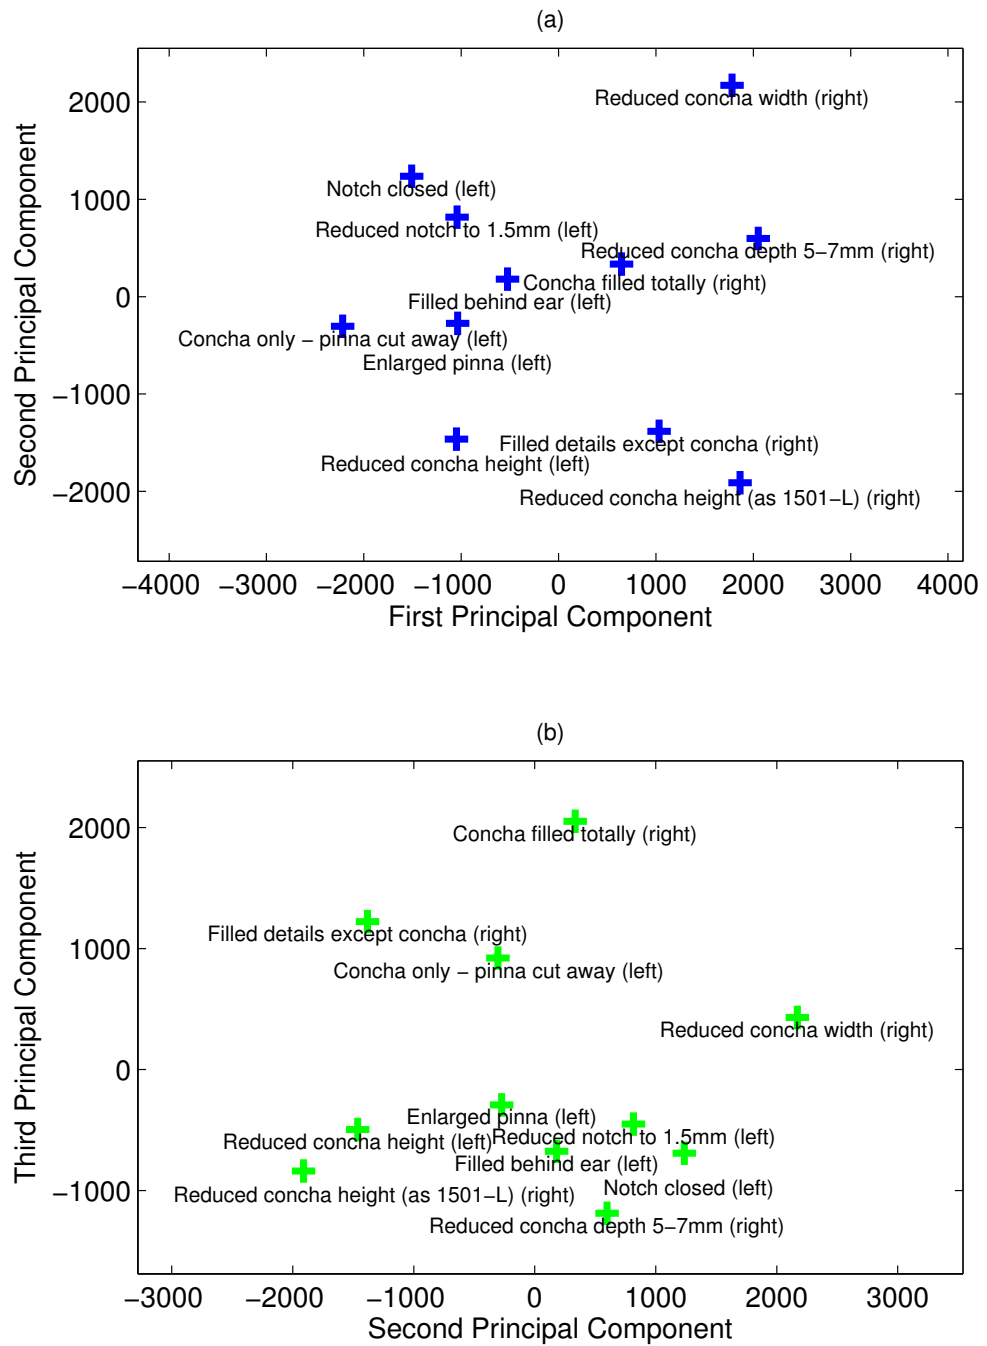 (a)
2000
1000
0
−1000
−2000
Second Principal Component
Reduced concha width (right)
Notch closed (left)
Reduced notch to 1.5mm (left)
Reduced concha depth 5−7mm (right)
Concha filled totally (right)
Filled behind ear (left)
Concha only − pinna cut away (left)
Enlarged pinna (left)
Filled details except concha (right)
Reduced concha height (left)
Reduced concha height (as 1501−L) (right)
−4000 −3000 −2000 −1000 0 1000 2000 3000 4000
First Principal Component
(b)
2000
1000
0
−1000
Third Principal Component
Concha filled totally (right)
Filled details except concha (right)
Concha only − pinna cut away (left)
Reduced concha width (right)
Enlarged pinna (left)
Reduced notch to 1.5mm (left)
Reduced concha height (left)
Filled behind ear (left)
Notch closed (left)
Reduced concha height (as 1501−L) (right)
Reduced concha depth 5−7mm (right)
−3000 −2000 −1000 0 1000 2000 3000
Second Principal Component